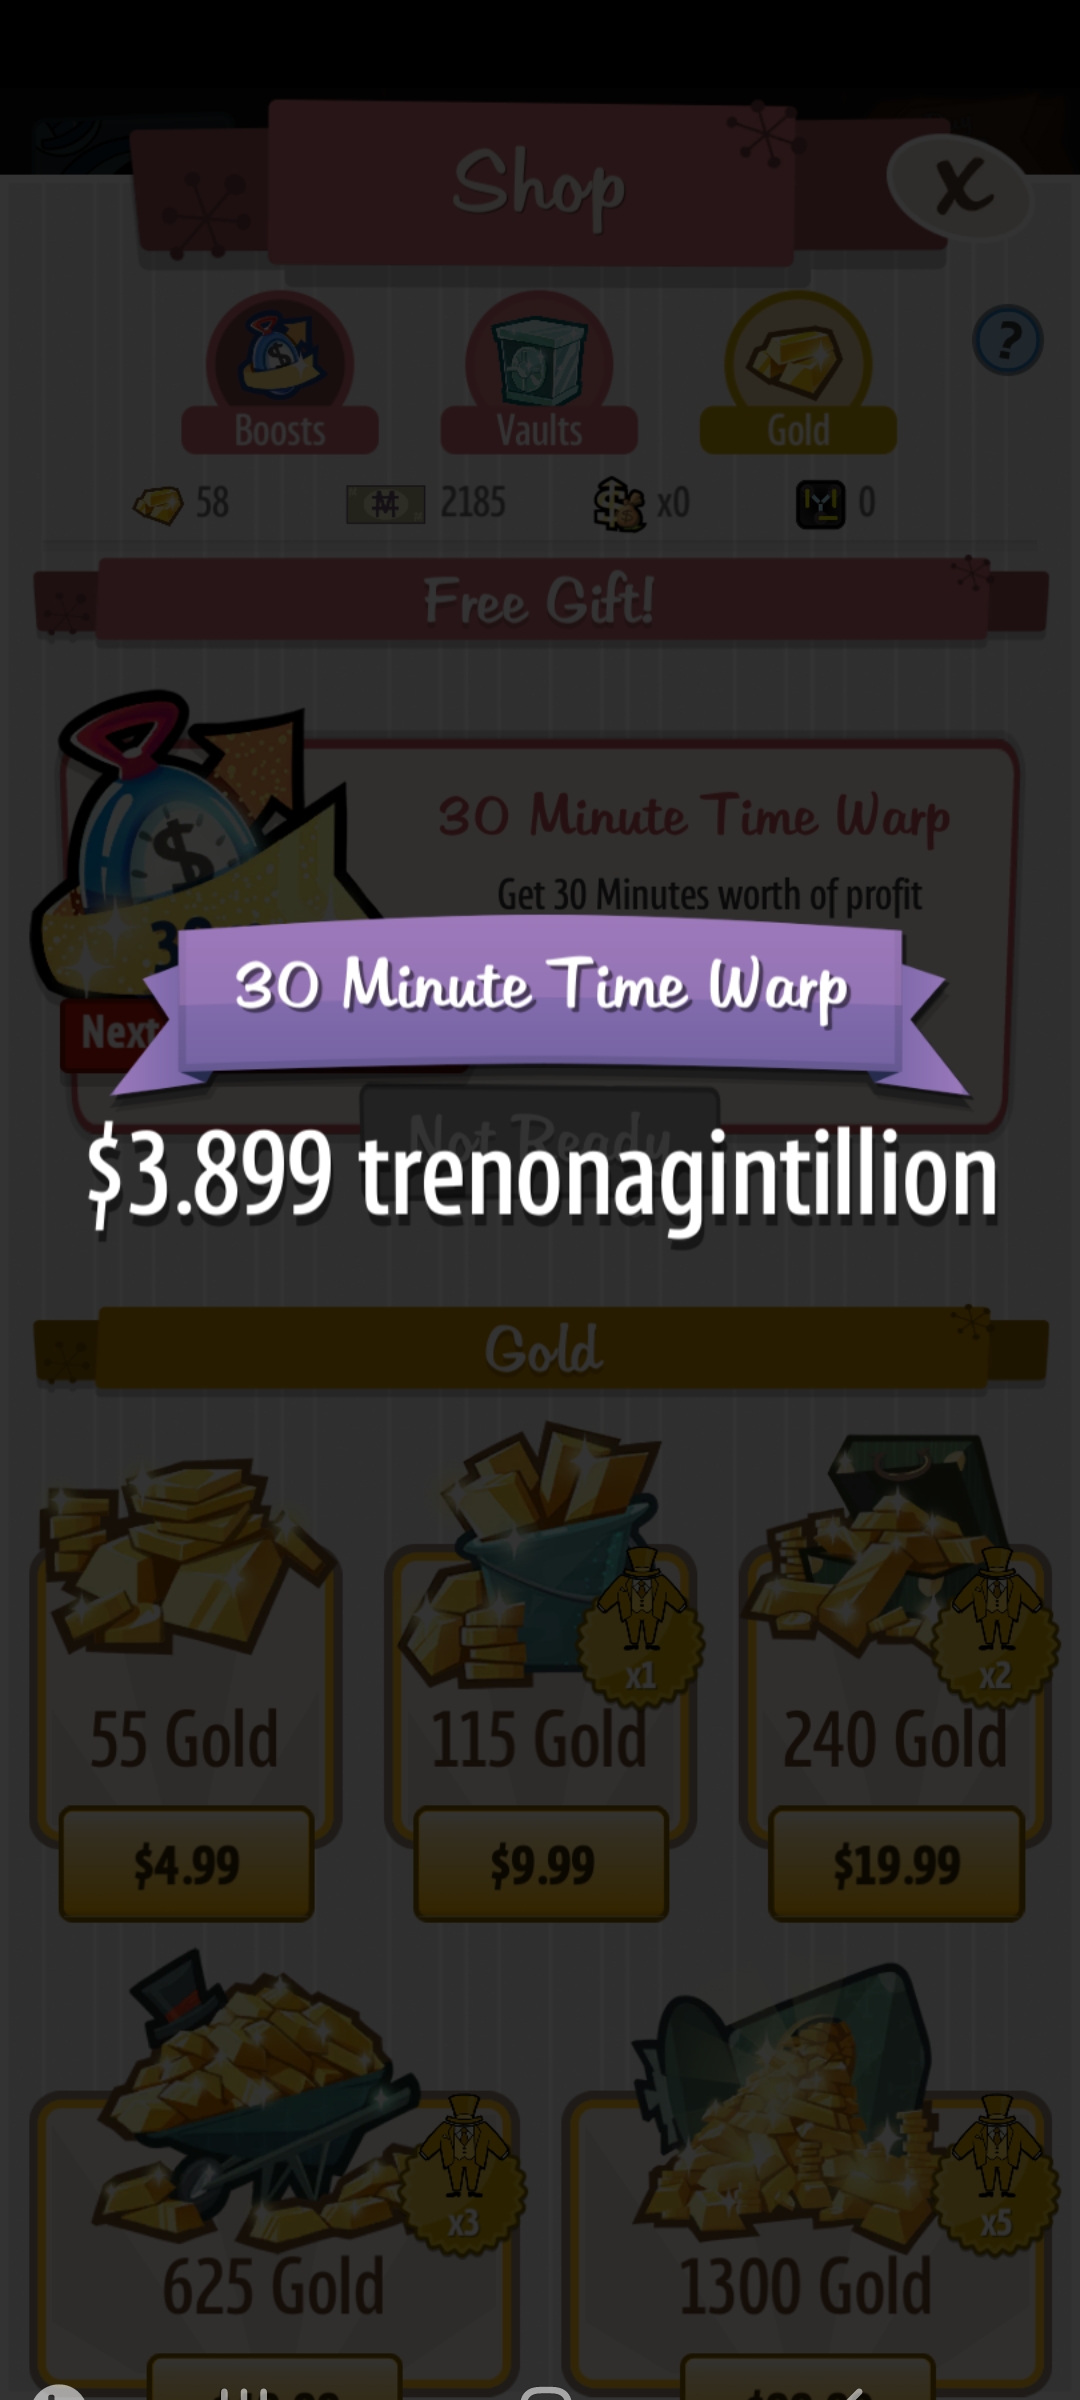 Shop
X
?
Boosts
Vaults
Gold
58
2185
x0
0
Free Gift!
30 Minute Time Warp
Get 30 Minutes worth of profit
30 Minute Time Warp
Next
Not Ready
$3.899 trenonagintillion
Gold
x1
x2
55 Gold
115 Gold
240 Gold
$4.99
$9.99
$19.99
x3
x5
625 Gold
1300 Gold